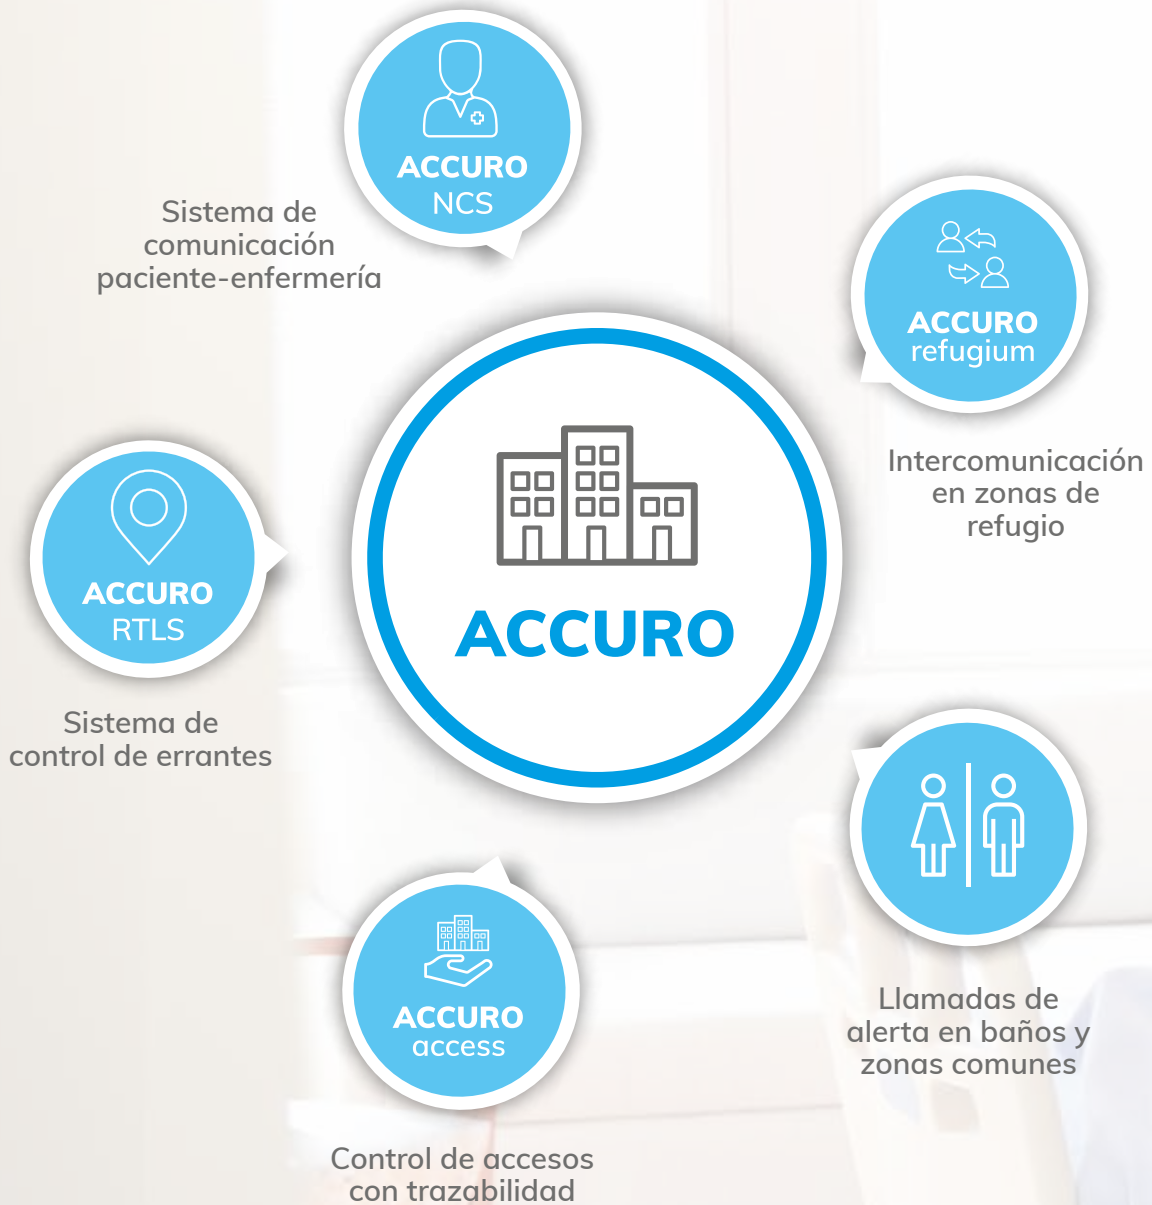 ACCURO
NCS
Sistema de
comunicación
paciente-enfermería
ACCURO
refugium
Intercomunicación
en zonas de
refugio
ACCURO
RTLS
Sistema de
control de errantes
ACCURO
Llamadas de
alerta en baños y
zonas comunes
ACCURO
access
Control de accesos
con trazabilidad